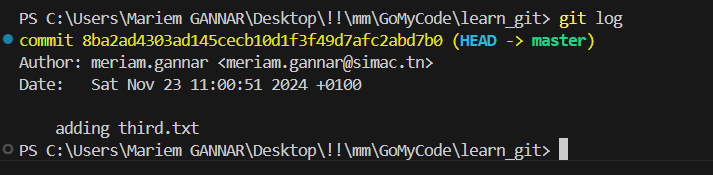 PS C:\Users\Mariem GANNAR\Desktop\!!\mm\GoMyCode\learn_git> git log
commit 8ba2ad4303ad145cecb10d1f3f49d7afc2abd7b0 (HEAD -> master)
Author: meriam.gannar <meriam.gannar@simac.tn>
Date:   Sat Nov 23 11:00:51 2024 +0100
    adding third.txt
PS C:\Users\Mariem GANNAR\Desktop\!!\mm\GoMyCode\learn_git>